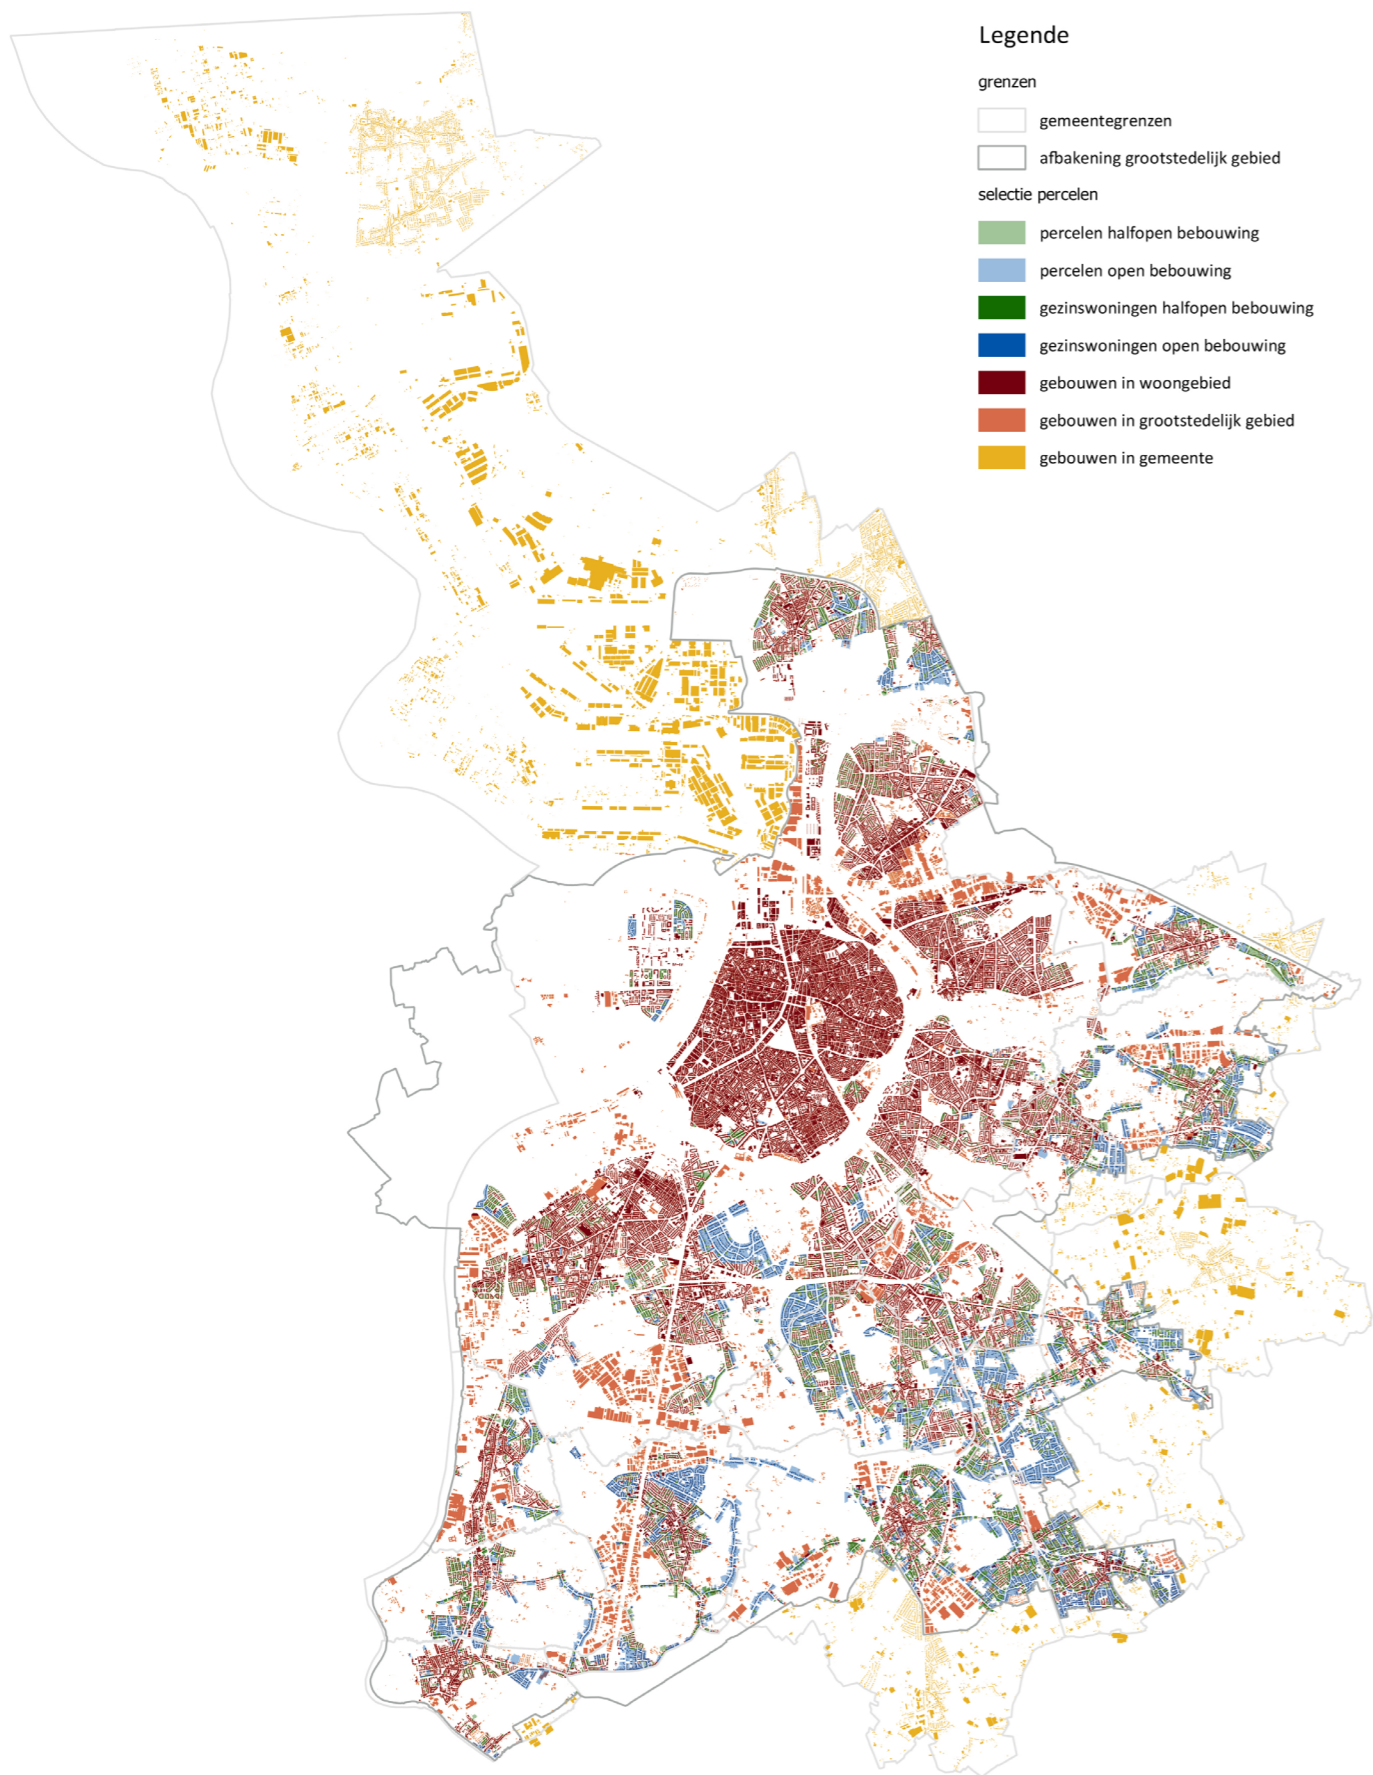 Legende
grenzen
gemeentegrenzen
afbakening grootstedelijk gebied
selectie percelen
percelen halfopen bebouwing
percelen open bebouwing
gezinswoningen halfopen bebouwing
gezinswoningen open bebouwing
gebouwen in woongebied
gebouwen in grootstedelijk gebied
gebouwen in gemeente